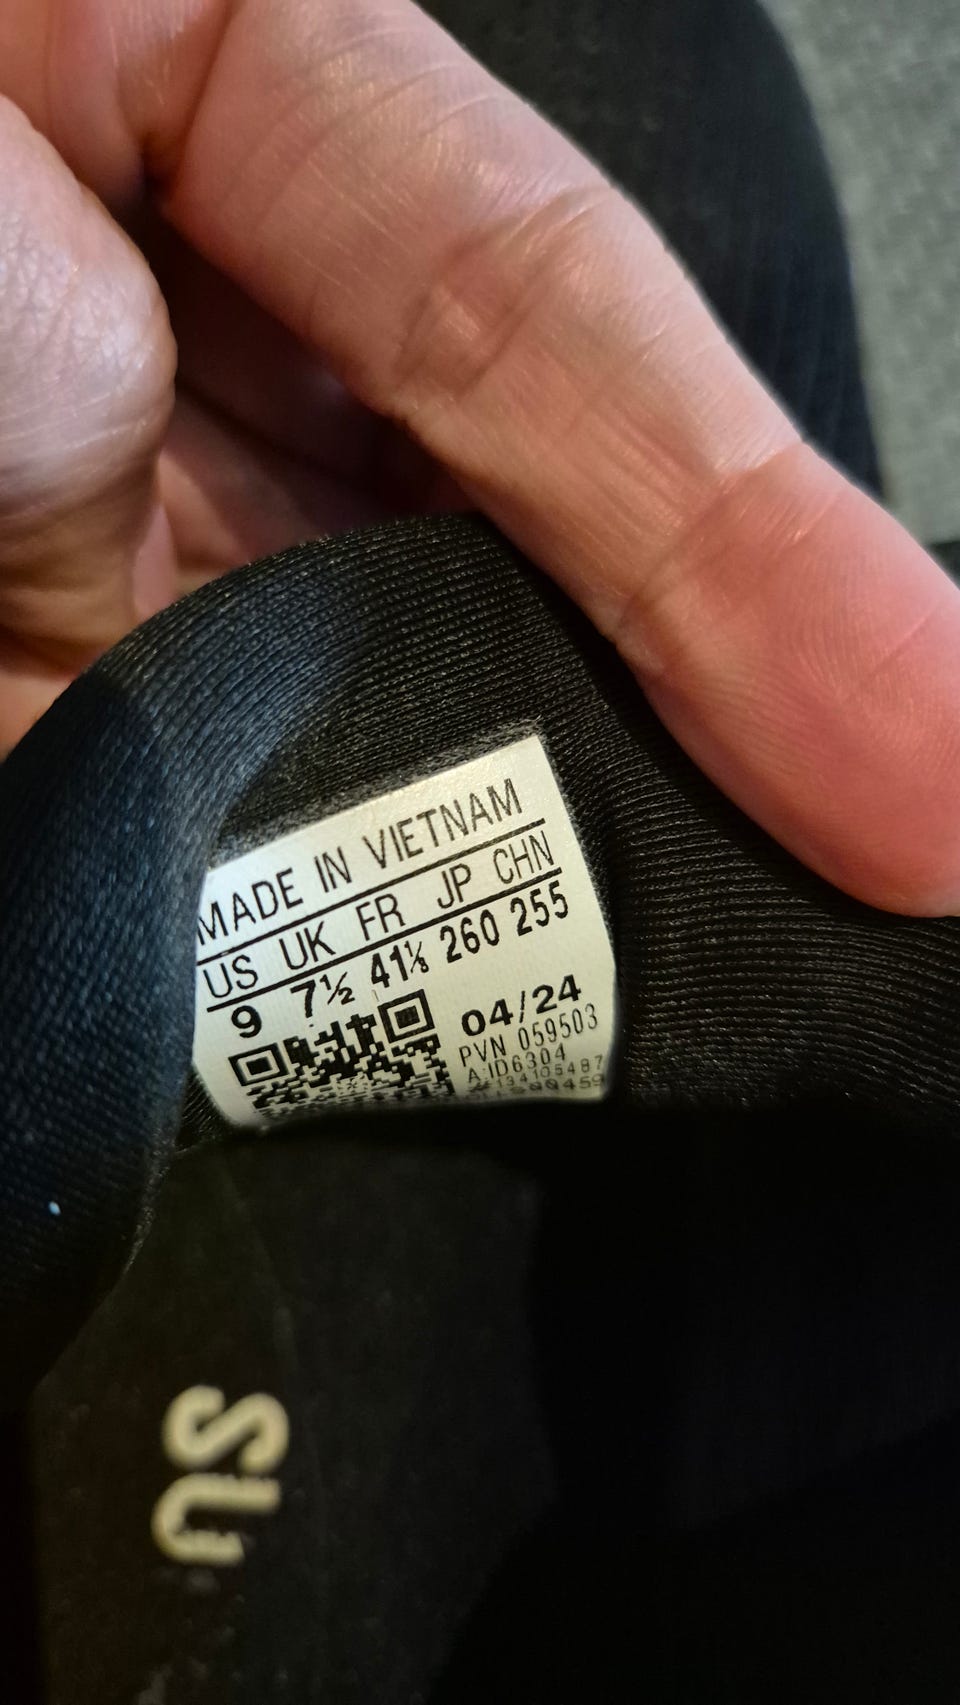 MADE IN VIETNAM
US UK FR JP CHN
9 7½ 41⅓ 260 255
04/24
PVN 059503
A:ID6304
SU